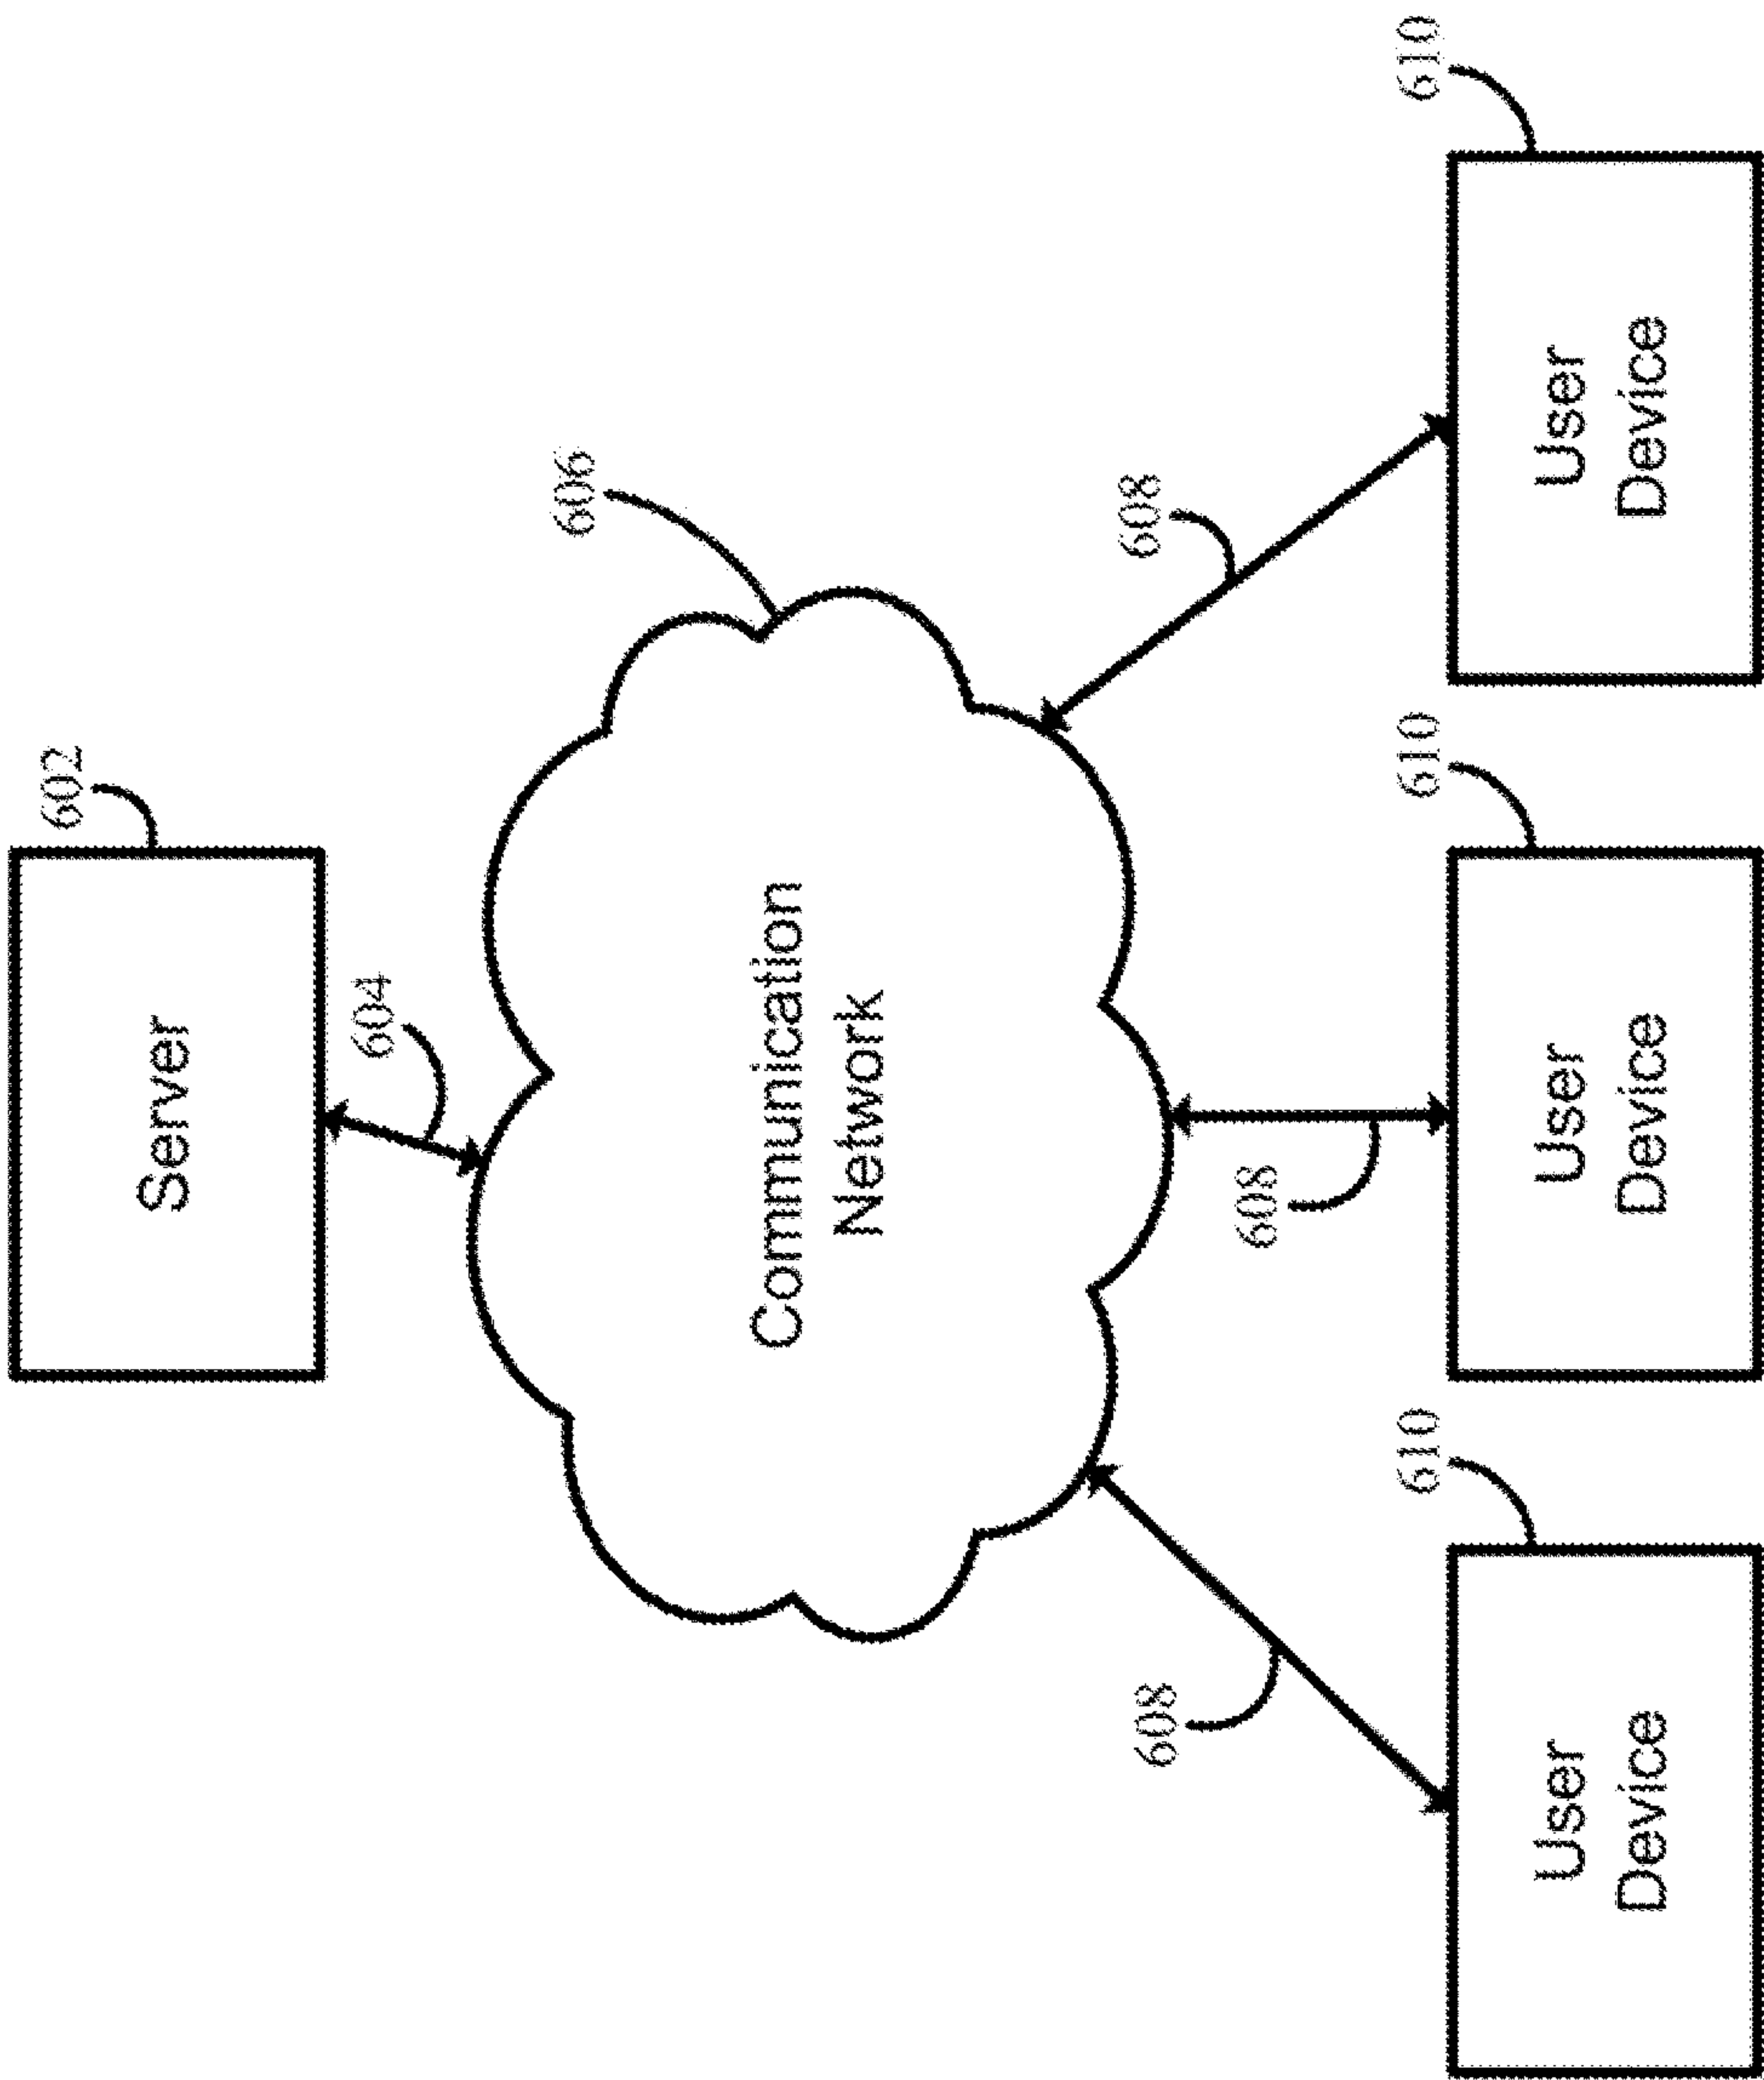 Server
602
604
Communication
Network
606
608
608
608
User
Device
610
User
Device
610
User
Device
610